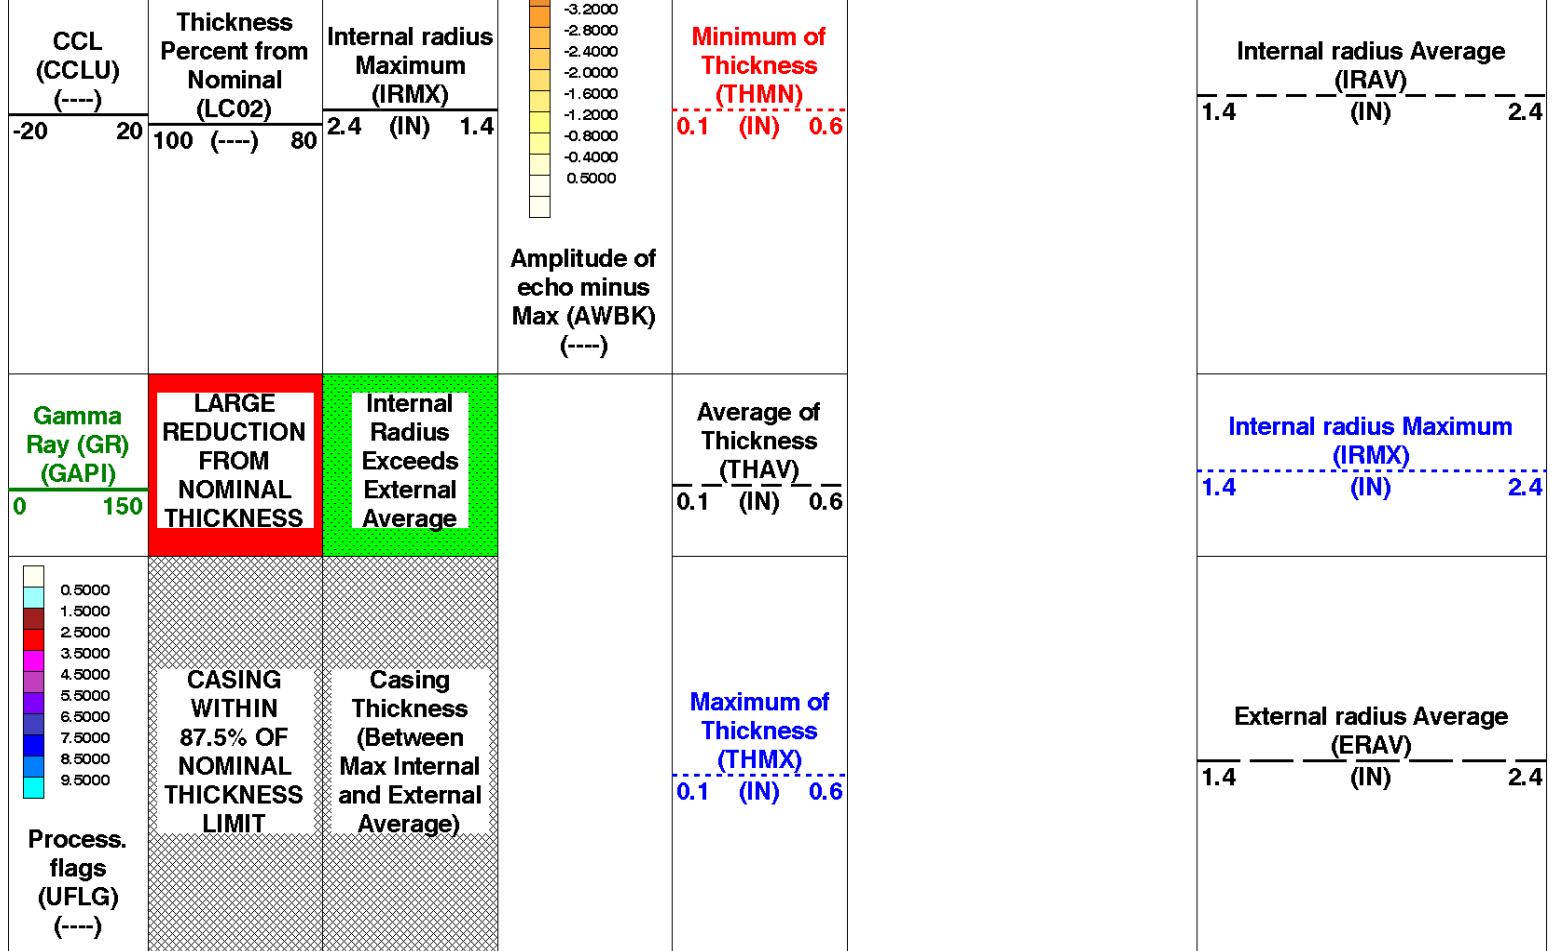 CCL
(CCLU)
(----)
-20 20
Thickness
Percent from
Nominal
(LC02)
100 (----) 80
Internal radius
Maximum
(IRMX)
2.4 (IN) 1.4
-3.2000
-2.8000
-2.4000
-2.0000
-1.6000
-1.2000
-0.8000
-0.4000
0.5000
Amplitude of
echo minus
Max (AWBK)
(----)
Minimum of
Thickness
(THMN)
0.1 (IN) 0.6
Internal radius Average
(IRAV)
1.4 (IN) 2.4
Gamma
Ray (GR)
(GAPI)
0 150
LARGE
REDUCTION
FROM
NOMINAL
THICKNESS
Internal
Radius
Exceeds
External
Average
Average of
Thickness
(THAV)
0.1 (IN) 0.6
Internal radius Maximum
(IRMX)
1.4 (IN) 2.4
0.5000
1.5000
2.5000
3.5000
4.5000
5.5000
6.5000
7.5000
8.5000
9.5000
Process.
flags
(UFLG)
(----)
CASING
WITHIN
87.5% OF
NOMINAL
THICKNESS
LIMIT
Casing
Thickness
(Between
Max Internal
and External
Average)
Maximum of
Thickness
(THMX)
0.1 (IN) 0.6
External radius Average
(ERAV)
1.4 (IN) 2.4